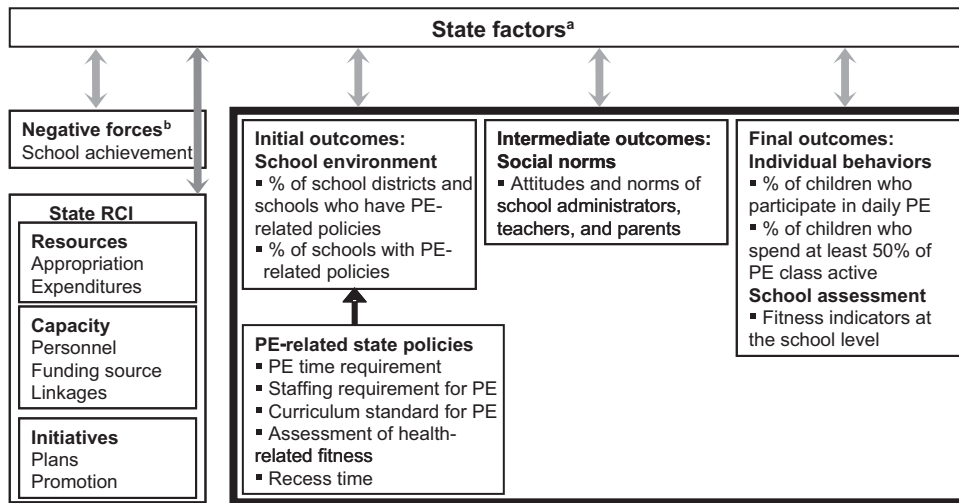 State factorsª
Negative forcesᵇ
School achievement
State RCI
Resources
Appropriation
Expenditures
Capacity
Personnel
Funding source
Linkages
Initiatives
Plans
Promotion
Initial outcomes:
School environment
▪ % of school districts and
schools who have PE-
related policies
▪ % of schools with PE-
related policies
PE-related state policies
▪ PE time requirement
▪ Staffing requirement for PE
▪ Curriculum standard for PE
▪ Assessment of health-
related fitness
▪ Recess time
Intermediate outcomes:
Social norms
▪ Attitudes and norms of
school administrators,
teachers, and parents
Final outcomes:
Individual behaviors
▪ % of children who
participate in daily PE
▪ % of children who
spend at least 50% of
PE class active
School assessment
▪ Fitness indicators at
the school level